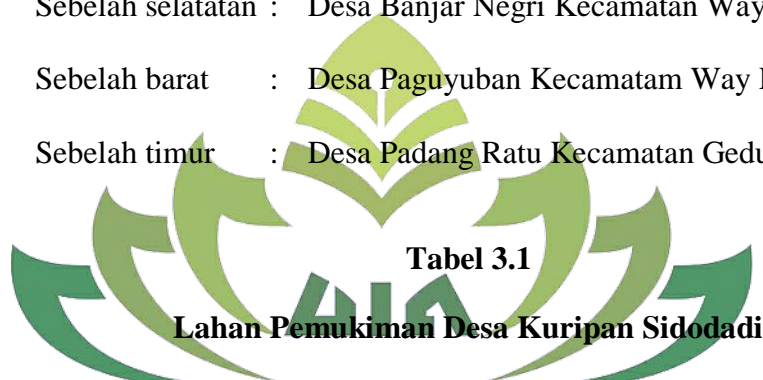 Sebelah selatatan : Desa Banjar Negri Kecamatan Way
Sebelah barat : Desa Paguyuban Kecamatam Way
Sebelah timur : Desa Padang Ratu Kecamatan
Tabel 3.1
Lahan Pemukiman Desa Kuripan Sidodadi